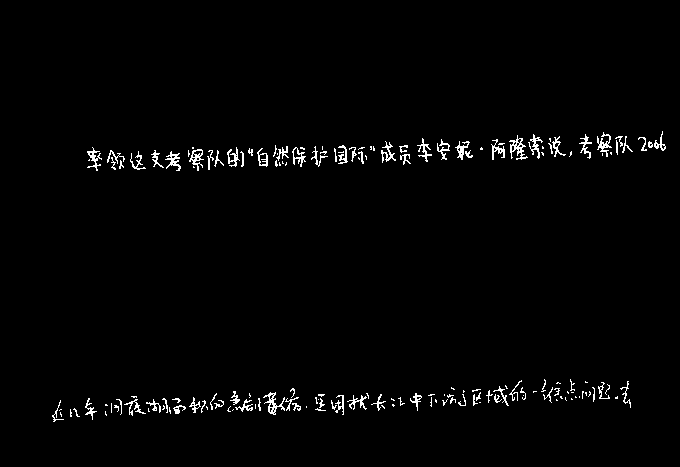 率领这支考察队的“自然保护国际”成员李安妮·阿隆索说,考察队2006
近几年洞庭湖面积的急剧萎缩,是困扰长江中下游区域的一焦点问题。去